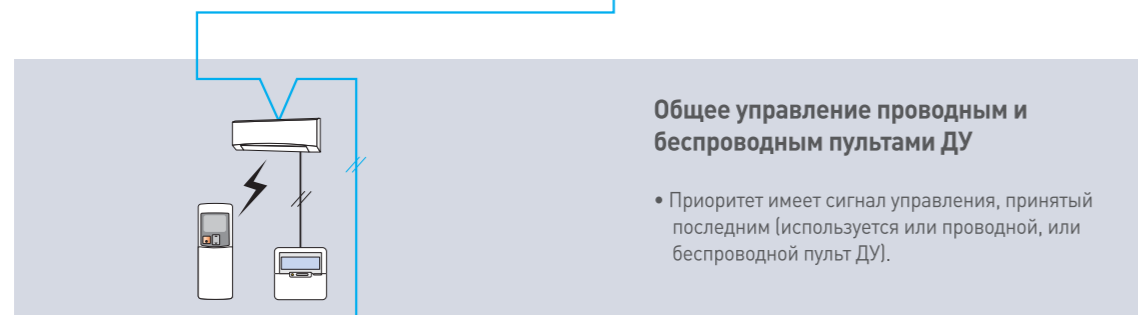 Общее управление проводным и
беспроводным пультами ДУ
• Приоритет имеет сигнал управления, принятый
последним (используется или проводной, или
беспроводной пульт ДУ).